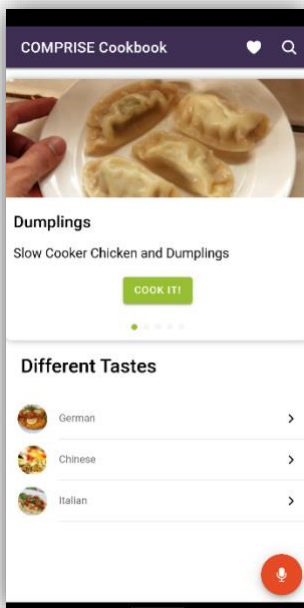 COMPRISE Cookbook
Dumplings
Slow Cooker Chicken and Dumplings
COOK IT!
Different Tastes
German
Chinese
Italian